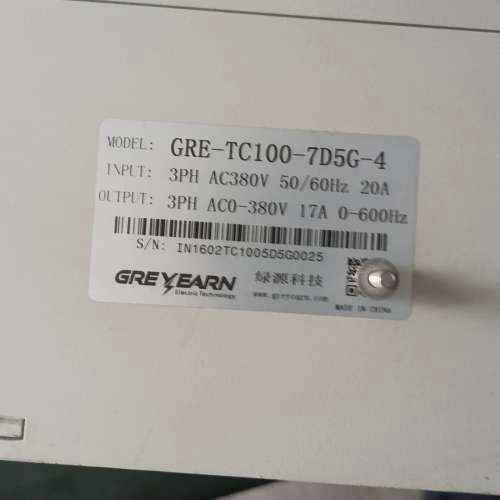 MODEL: GRE-TC100-7D5G-4
INPUT: 3PH AC380V 50/60Hz 20A
OUTPUT: 3PH AC0-380V 17A 0-600Hz
S/N: IN1602TC1005D5G0025
GREYEARN 绿源科技
Electric Technology www.greyearn.com
MADE IN CHINA